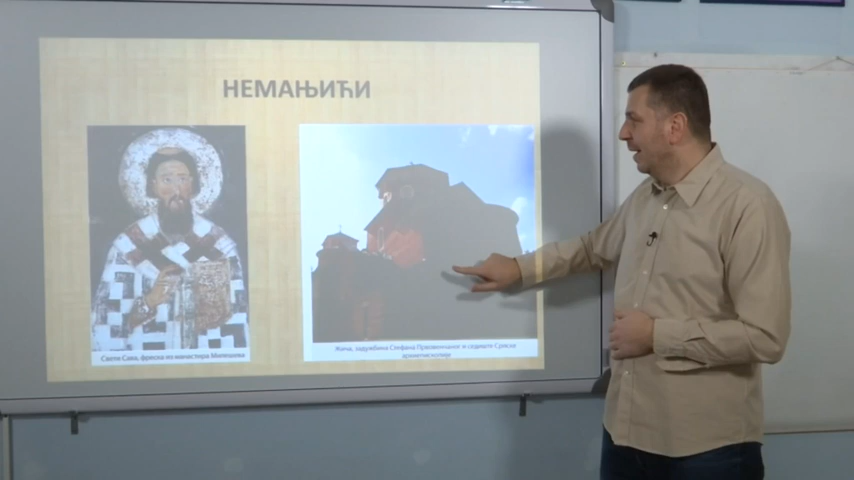 НЕМАЊИЋИ
Свети Сава, фреска из манастира Милешева
Жича, задужбина Стефана Првовенчаног и седиште Српске
архиепископије